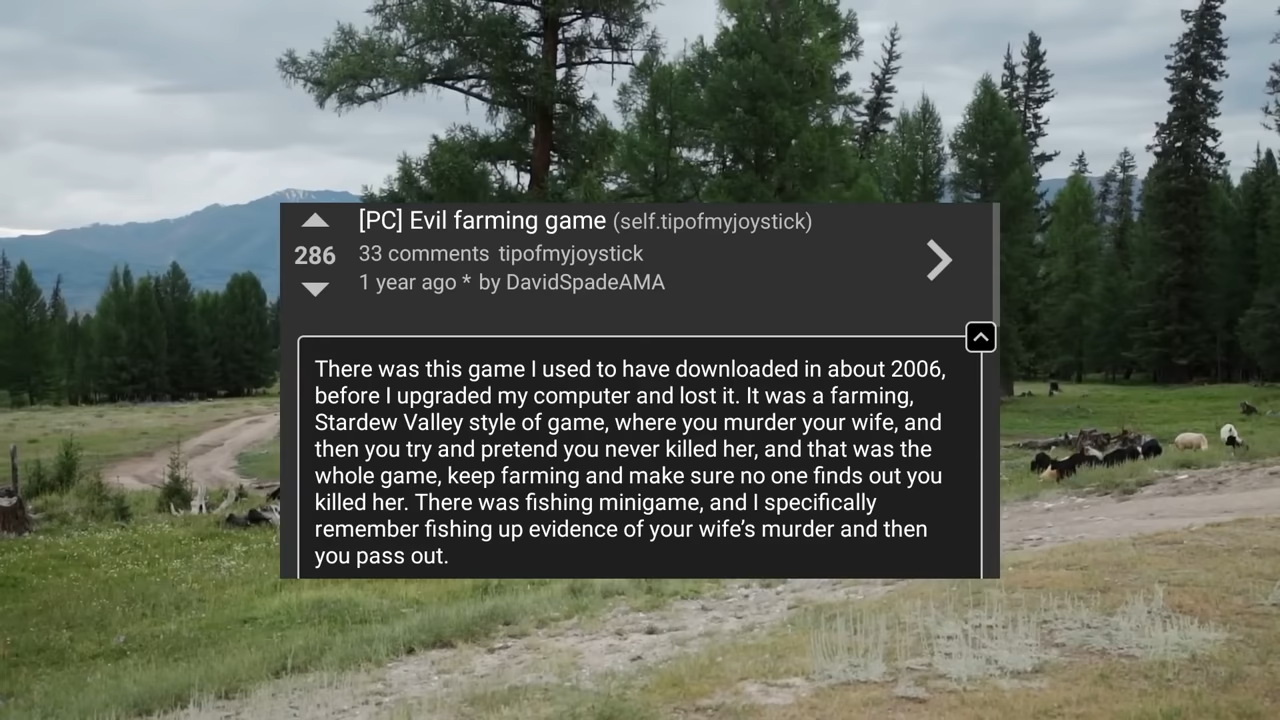 [PC] Evil farming game (self.tipofmyjoystick)
286
33 comments tipofmyjoystick
1 year ago * by DavidSpadeAMA
There was this game I used to have downloaded in about 2006,
before I upgraded my computer and lost it. It was a farming,
Stardew Valley style of game, where you murder your wife, and
then you try and pretend you never killed her, and that was the
whole game, keep farming and make sure no one finds out you
killed her. There was fishing minigame, and I specifically
remember fishing up evidence of your wife’s murder and then
you pass out.